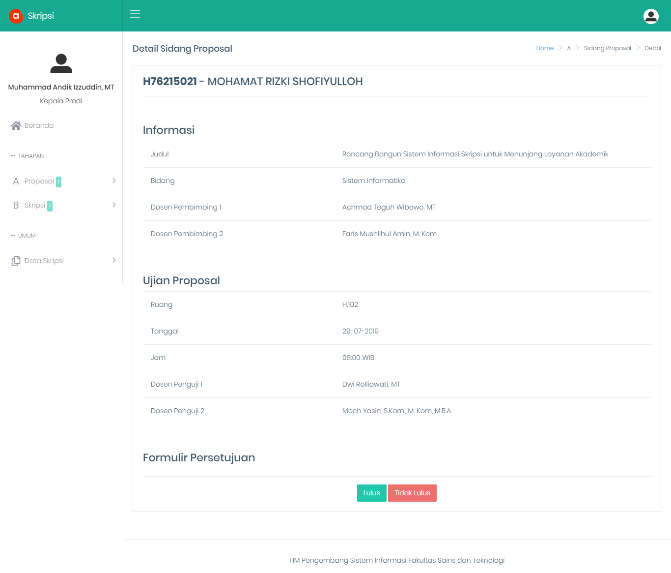 a Skripsi
Muhammad Andik Izzuddin, MT
Kepala Prodi
Beranda
-- TAHAPAN
A Proposal 1
B Skripsi 1
-- UMUM
Data Skripsi
Detail Sidang Proposal
Home > A > Sidang Proposal > Detail
H76215021 - MOHAMAT RIZKI SHOFIYULLOH
Informasi
Judul Rancang Bangun Sistem Informasi Skripsi untuk Menunjang Layanan Akademik
Bidang Sistem Informatika
Dosen Pembimbing 1 Achmad Teguh Wibowo, MT
Dosen Pembimbing 2 Faris Mushlihul Amin, M. Kom
Ujian Proposal
Ruang H.102
Tanggal 29-07-2019
Jam 08:00 WIB
Dosen Penguji 1 Dwi Rolliawati, MT
Dosen Penguji 2 Moch Yasin, S.Kom., M. Kom, M.B.A
Formulir Persetujuan
Lulus Tidak Lulus
TIM Pengembang Sistem Informasi Fakultas Sains dan Teknologi